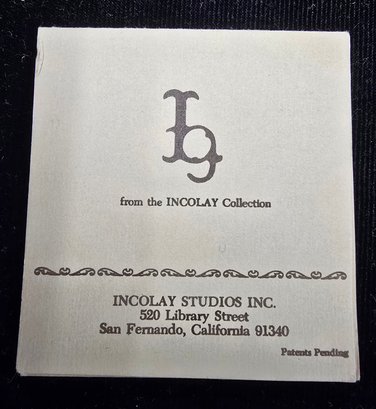 from the INCOLAY Collection
INCOLAY STUDIOS INC.
520 Library Street
San Fernando, California 91340
Patents Pending